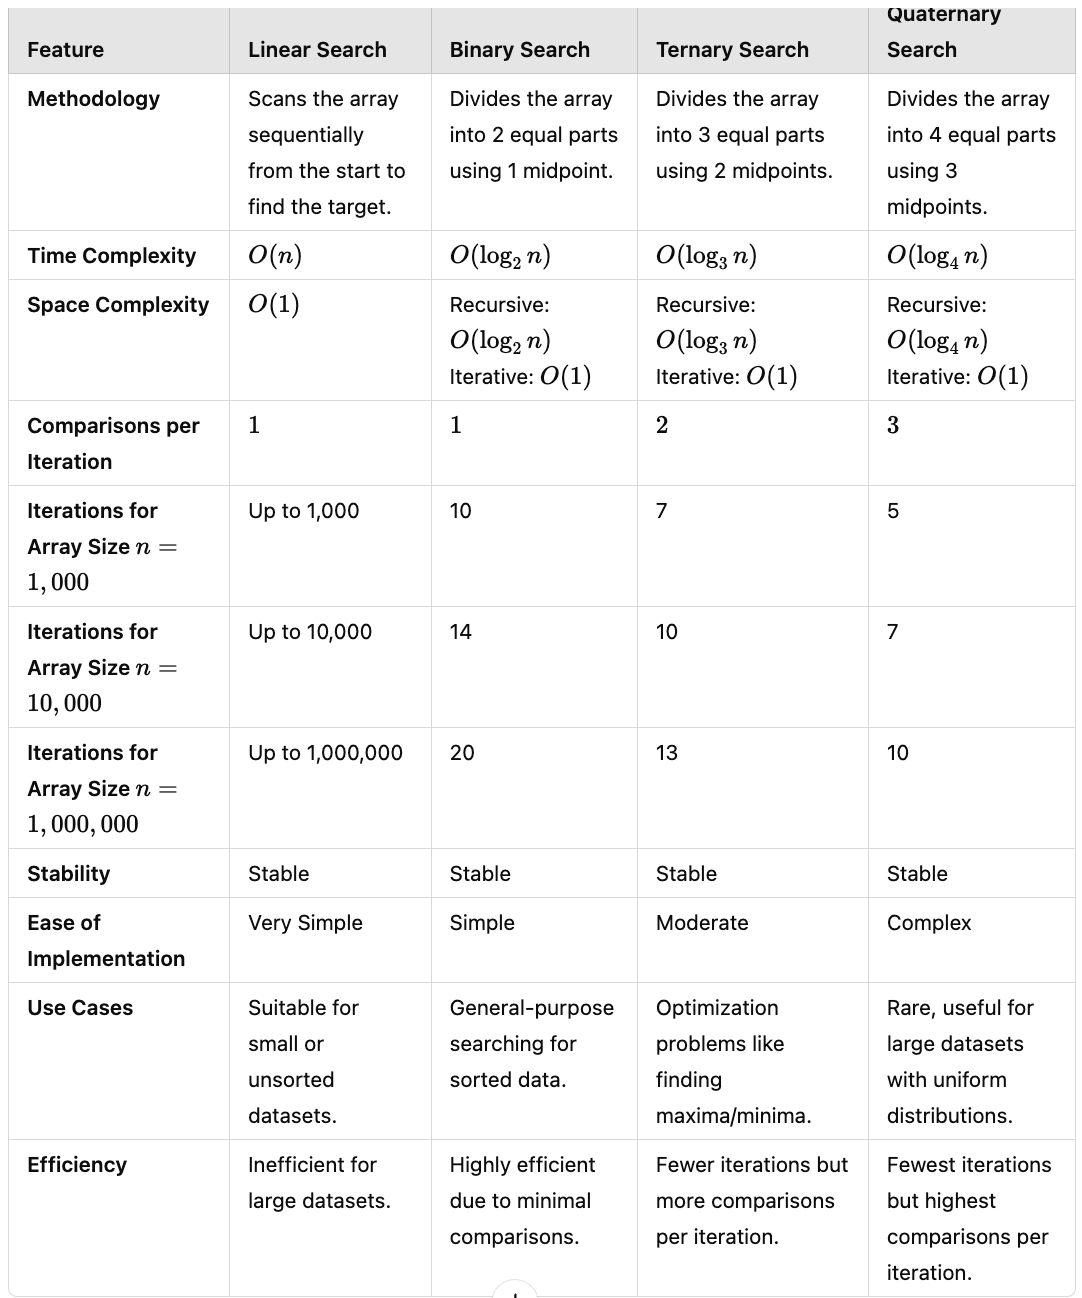 Feature
Linear Search
Binary Search
Ternary Search
Quaternary
Search
Methodology
Scans the array
sequentially
from the start to
find the target.
Divides the array
into 2 equal parts
using 1 midpoint.
Divides the array
into 3 equal parts
using 2 midpoints.
Divides the array
into 4 equal parts
using 3
midpoints.
Time Complexity
O(n)
O(log₂ n)
O(log₃ n)
O(log₄ n)
Space Complexity
O(1)
Recursive:
O(log₂ n)
Iterative: O(1)
Recursive:
O(log₃ n)
Iterative: O(1)
Recursive:
O(log₄ n)
Iterative: O(1)
Comparisons per
Iteration
1
1
2
3
Iterations for
Array Size n =
1,000
Up to 1,000
10
7
5
Iterations for
Array Size n =
10,000
Up to 10,000
14
10
7
Iterations for
Array Size n =
1,000,000
Up to 1,000,000
20
13
10
Stability
Stable
Stable
Stable
Stable
Ease of
Implementation
Very Simple
Simple
Moderate
Complex
Use Cases
Suitable for
small or
unsorted
datasets.
General-purpose
searching for
sorted data.
Optimization
problems like
finding
maxima/minima.
Rare, useful for
large datasets
with uniform
distributions.
Efficiency
Inefficient for
large datasets.
Highly efficient
due to minimal
comparisons.
Fewer iterations but
more comparisons
per iteration.
Fewest iterations
but highest
comparisons per
iteration.